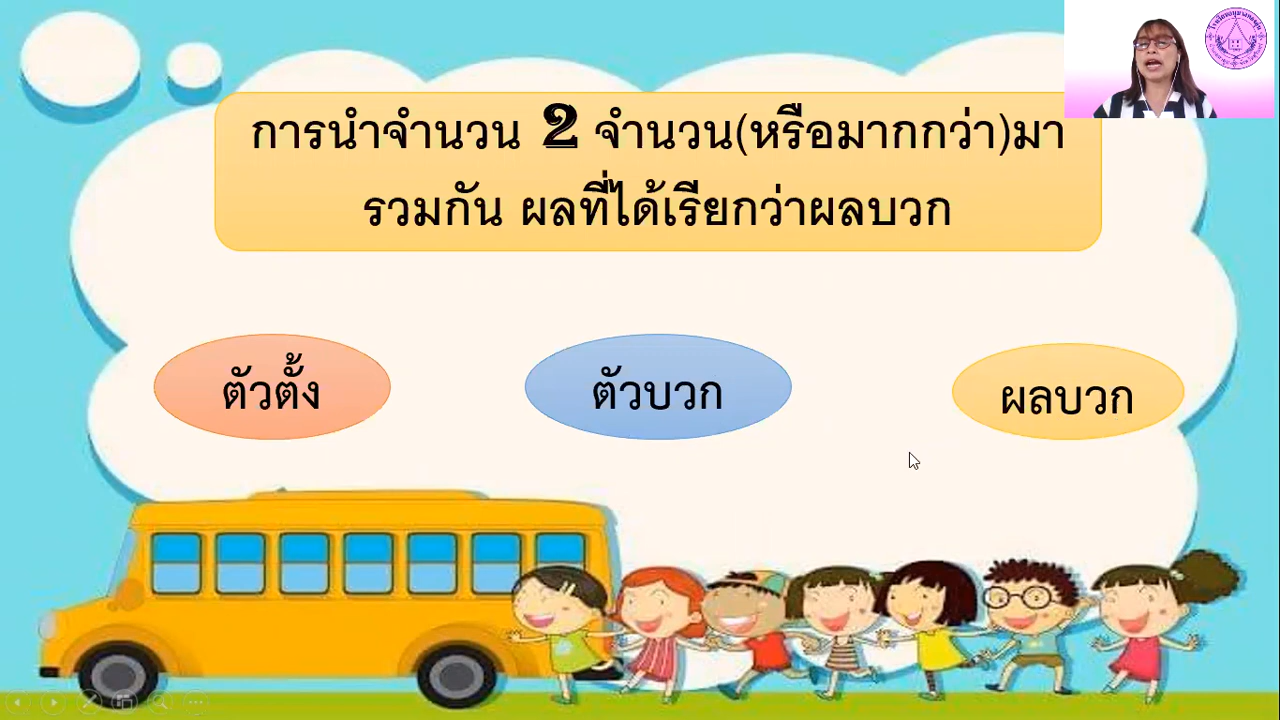 การนำจำนวน 2 จำนวน(หรือมากกว่า)มา
รวมกัน ผลที่ได้เรียกว่าผลบวก
ตัวตั้ง
ตัวบวก
ผลบวก